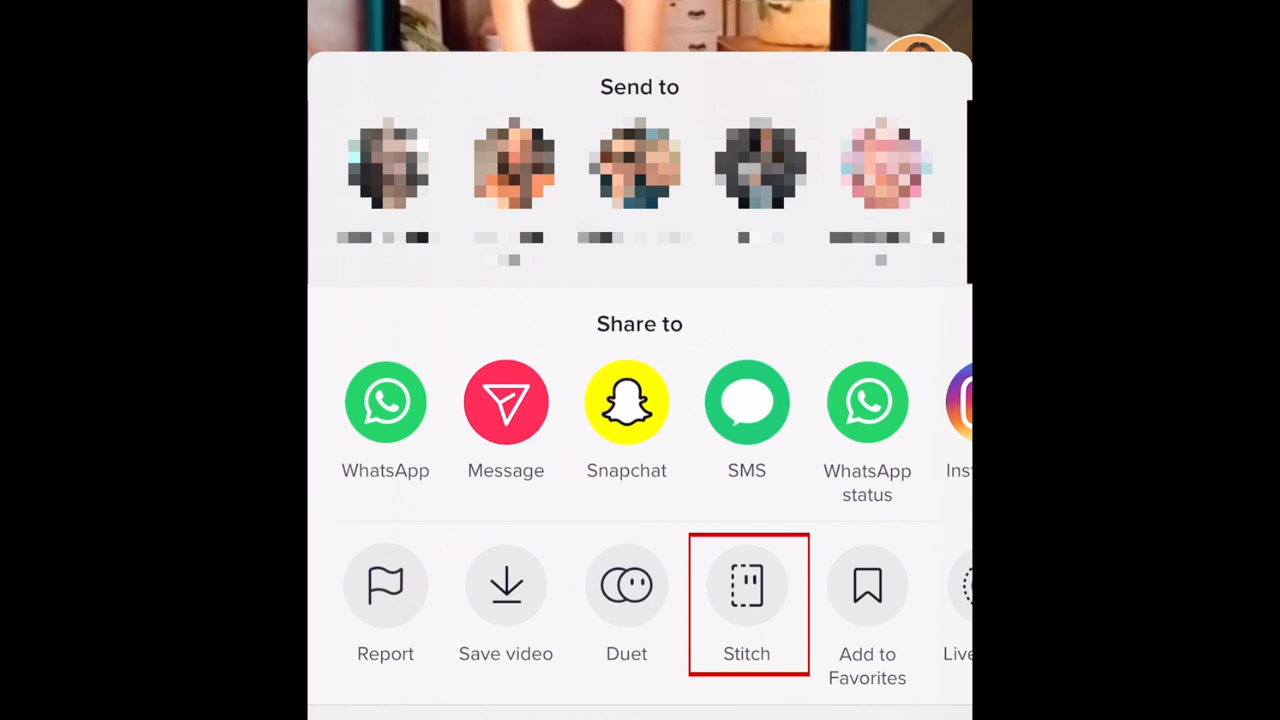 Send to
Share to
WhatsApp
Message
Snapchat
SMS
WhatsApp
status
Report
Save video
Duet
Stitch
Add to
Favorites